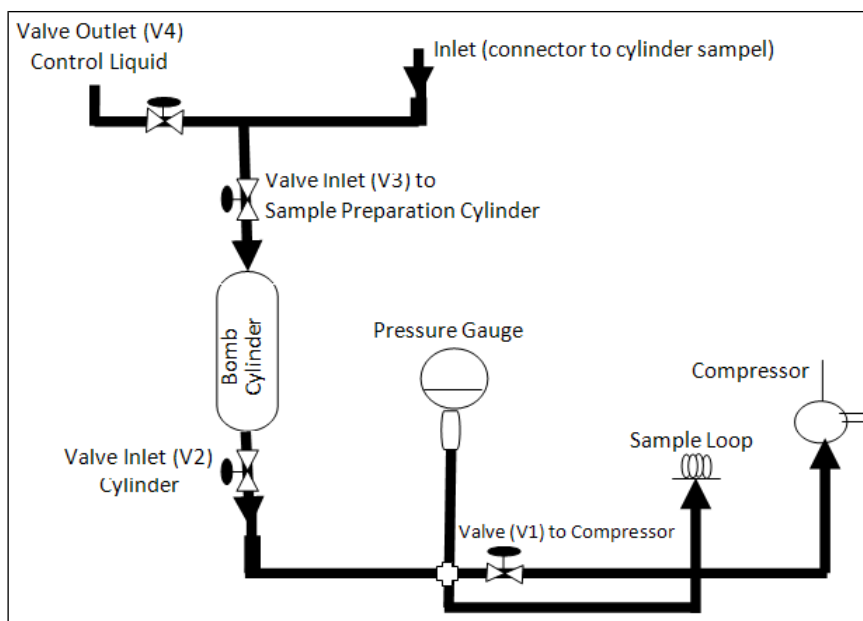 Valve Outlet (V4)
Control Liquid
Inlet (connector to cylinder sampel)
Valve Inlet (V3) to
Sample Preparation Cylinder
Bomb
Cylinder
Pressure Gauge
Compressor
Sample Loop
Valve Inlet (V2)
Cylinder
Valve (V1) to Compressor